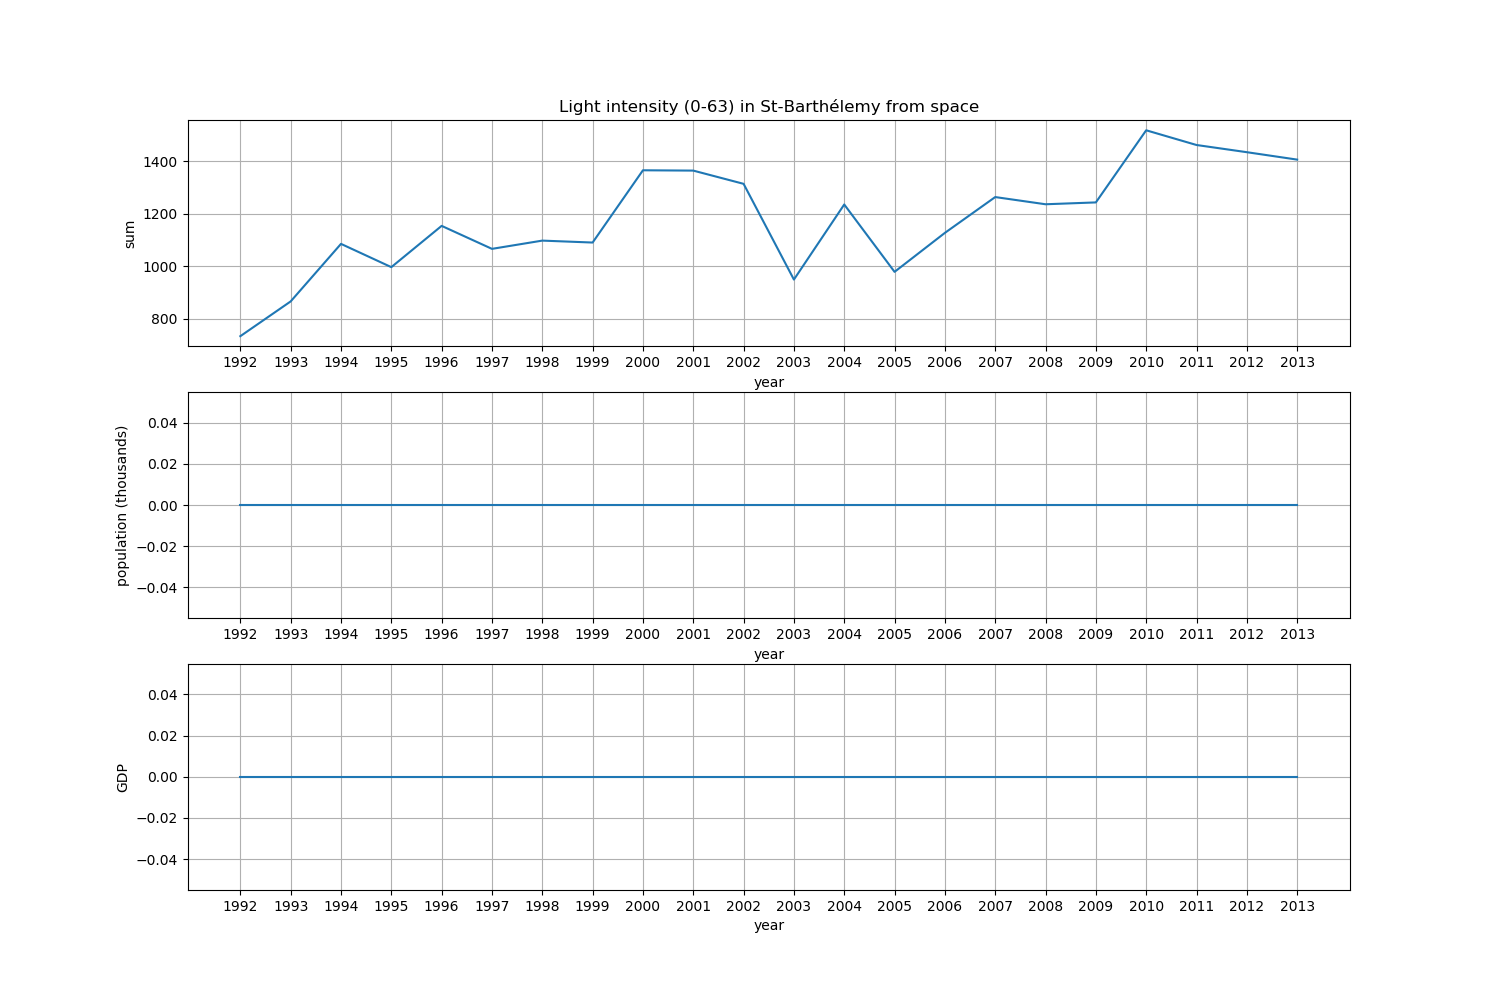 Light intensity (0-63) in St-Barthélemy from space
1400
1200
1000
800
sum
1992 1993 1994 1995 1996 1997 1998 1999 2000 2001 2002 2003 2004 2005 2006 2007 2008 2009 2010 2011 2012 2013
year
0.04
0.02
0.00
−0.02
−0.04
population (thousands)
1992 1993 1994 1995 1996 1997 1998 1999 2000 2001 2002 2003 2004 2005 2006 2007 2008 2009 2010 2011 2012 2013
year
0.04
0.02
0.00
−0.02
−0.04
GDP
1992 1993 1994 1995 1996 1997 1998 1999 2000 2001 2002 2003 2004 2005 2006 2007 2008 2009 2010 2011 2012 2013
year